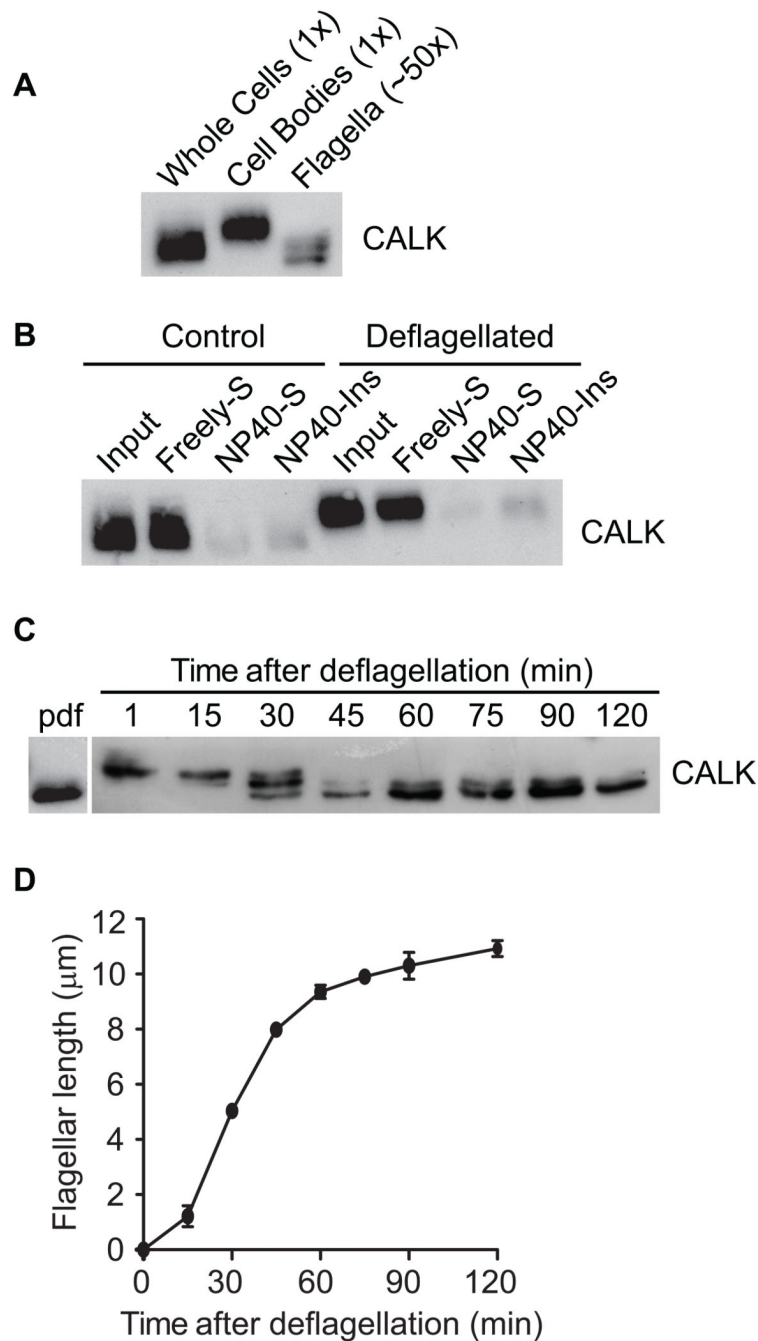 A
Whole Cells (1x)
Cell Bodies (1x)
Flagella (~50x)
CALK
B
Control Deflagellated
Input Freely-S NP40-S NP40-Ins Input Freely-S NP40-S NP40-Ins
CALK
C
Time after deflagellation (min)
pdf 1 15 30 45 60 75 90 120
CALK
D
Flagellar length (μm)
12
10
8
6
4
2
0
0 30 60 90 120
Time after deflagellation (min)